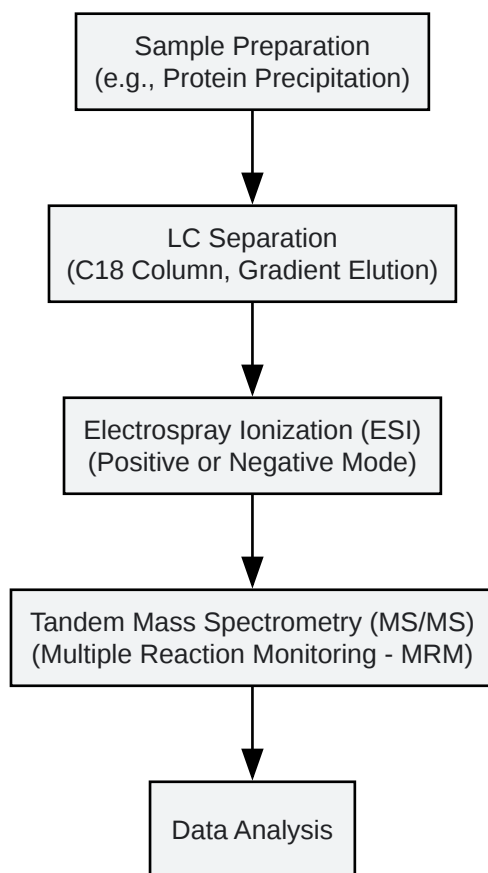 Sample Preparation
(e.g., Protein Precipitation)
LC Separation
(C18 Column, Gradient Elution)
Electrospray Ionization (ESI)
(Positive or Negative Mode)
Tandem Mass Spectrometry (MS/MS)
(Multiple Reaction Monitoring - MRM)
Data Analysis